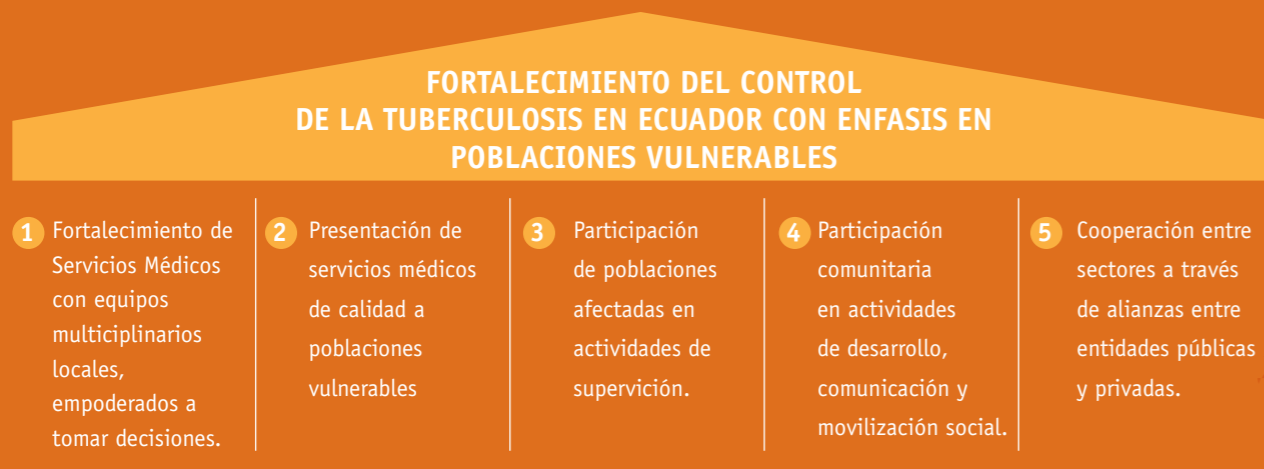 FORTALECIMIENTO DEL CONTROL
DE LA TUBERCULOSIS EN ECUADOR CON ENFASIS EN
POBLACIONES VULNERABLES
1 Fortalecimiento de
Servicios Médicos
con equipos
multiciplinarios
locales,
empoderados a
tomar decisiones.
2 Presentación de
servicios médicos
de calidad a
poblaciones
vulnerables
3 Participación
de poblaciones
afectadas en
actividades de
supervición.
4 Participación
comunitaria
en actividades
de desarrollo,
comunicación y
movilización social.
5 Cooperación entre
sectores a través
de alianzas entre
entidades públicas
y privadas.